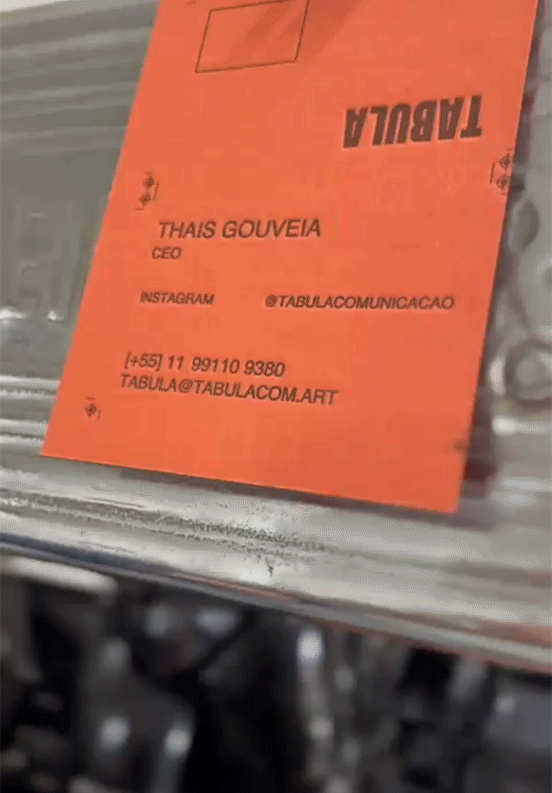 TABULA
THAIS GOUVEIA
CEO
INSTAGRAM @TABULACOMUNICACAO
[+55] 11 99110 9380
TABULA@TABULACOM.ART